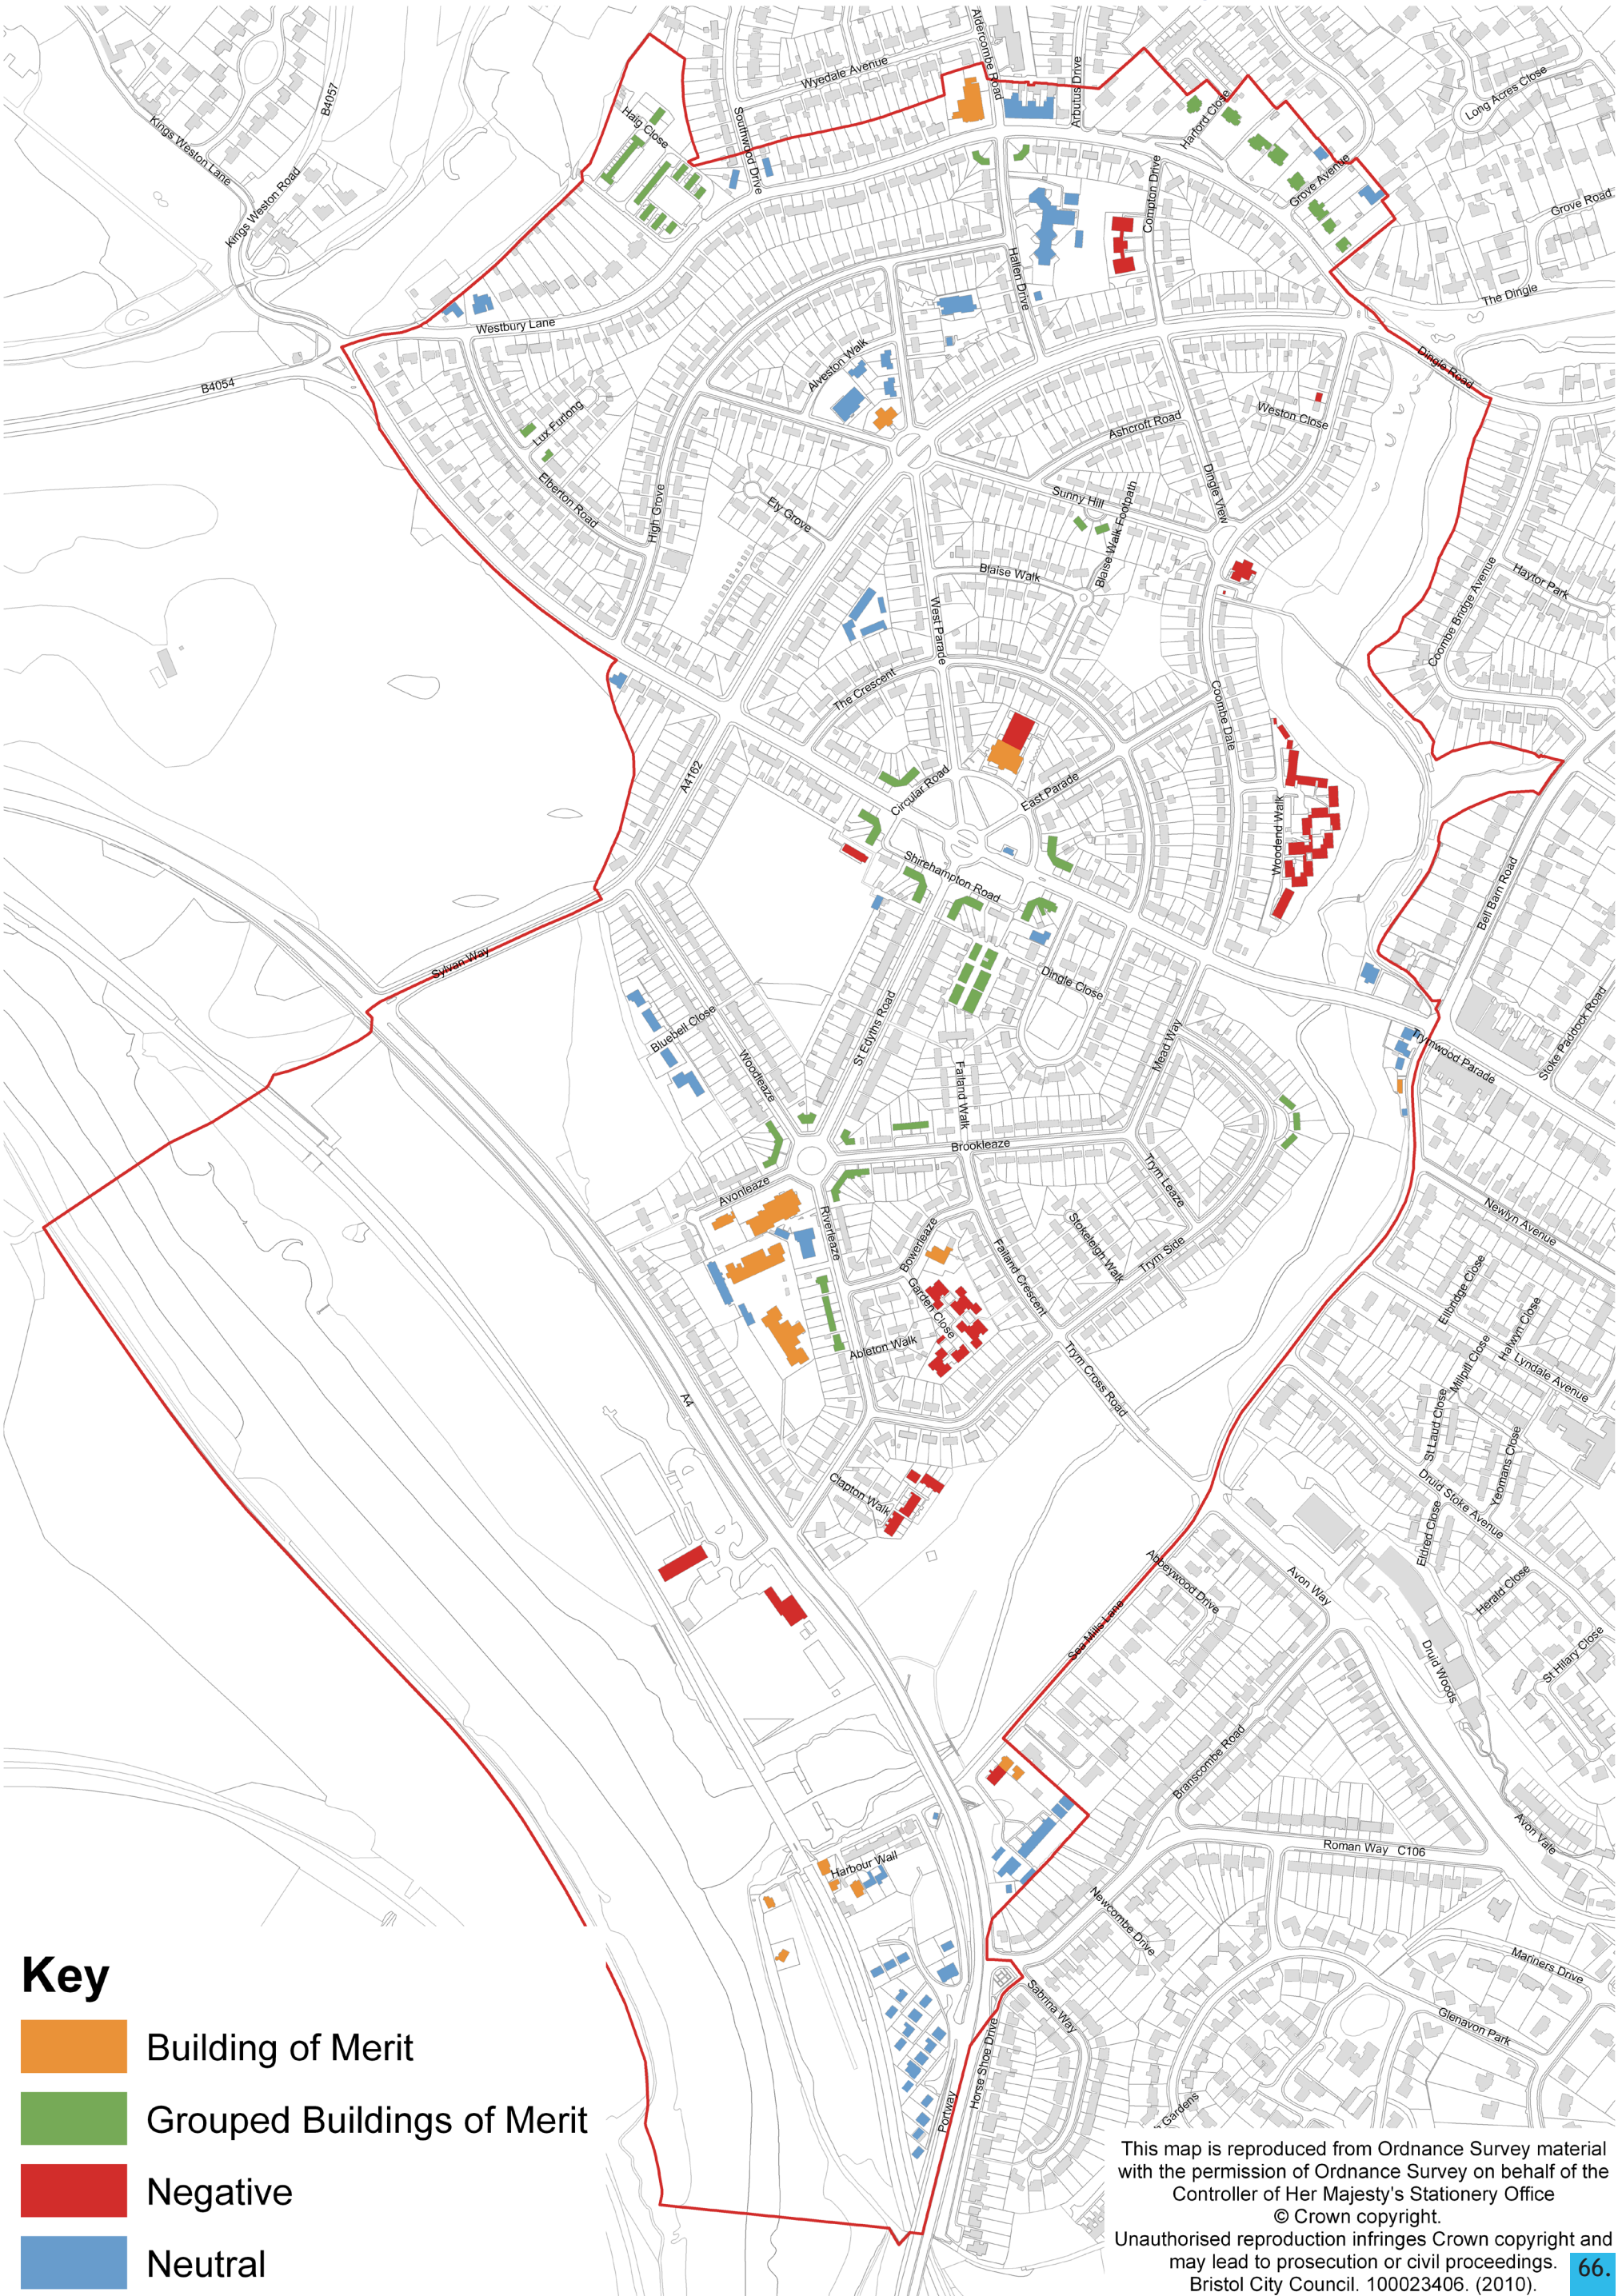 Aldercombe Road
Wyedale Avenue
Arbutus Drive
Long Acres Close
B4057
Kings Weston Lane
Haig Close
Southwood Drive
Harford Close
Kings Weston Road
Compton Drive
Grove Avenue
Grove Road
Hallen Drive
The Dingle
Westbury Lane
B4054
Alveston Walk
Dingle Road
Lux Furlong
Ashcroft Road
Weston Close
Elberton Road
High Grove
Ely Grove
Sunny Hill
Dingle View
Blaise Walk Footpath
Blaise Walk
Haytor Park
Coombe Bridge Avenue
West Parade
The Crescent
Coombe Dale
A4162
Circular Road
East Parade
Woodend Walk
Shirehampton Road
Bell Barn Road
Sylvan Way
Dingle Close
St Edyths Road
Bluebell Close
Woodleaze
Mead Way
Trymwood Parade
Stoke Paddock Road
Falland Walk
Brookleaze
Avonleaze
Trym Leaze
Riverleaze
Bowerleaze
Stokeleigh Walk
Newlyn Avenue
Falland Crescent
Trym Side
Garden Close
Ellbridge Close
Halwyn Close
Ableton Walk
Trym Cross Road
Millpill Close
Lyndale Avenue
A4
St Laud Close
Clapton Walk
Druid Stoke Avenue
Yeomans Close
Eldred Close
Abbeywood Drive
Avon Way
Herald Close
Sea Mills Lane
Druid Woods
St Hilary Close
Branscombe Road
Avon Vale
Roman Way C106
Harbour Wall
Newcombe Drive
Mariners Drive
Sabrina Way
Glenavon Park
Horse Shoe Drive
Portway
Gardens
Key
Building of Merit
Grouped Buildings of Merit
Negative
Neutral
This map is reproduced from Ordnance Survey material
with the permission of Ordnance Survey on behalf of the
Controller of Her Majesty's Stationery Office
© Crown copyright.
Unauthorised reproduction infringes Crown copyright and
may lead to prosecution or civil proceedings.
Bristol City Council. 100023406. (2010).
66.